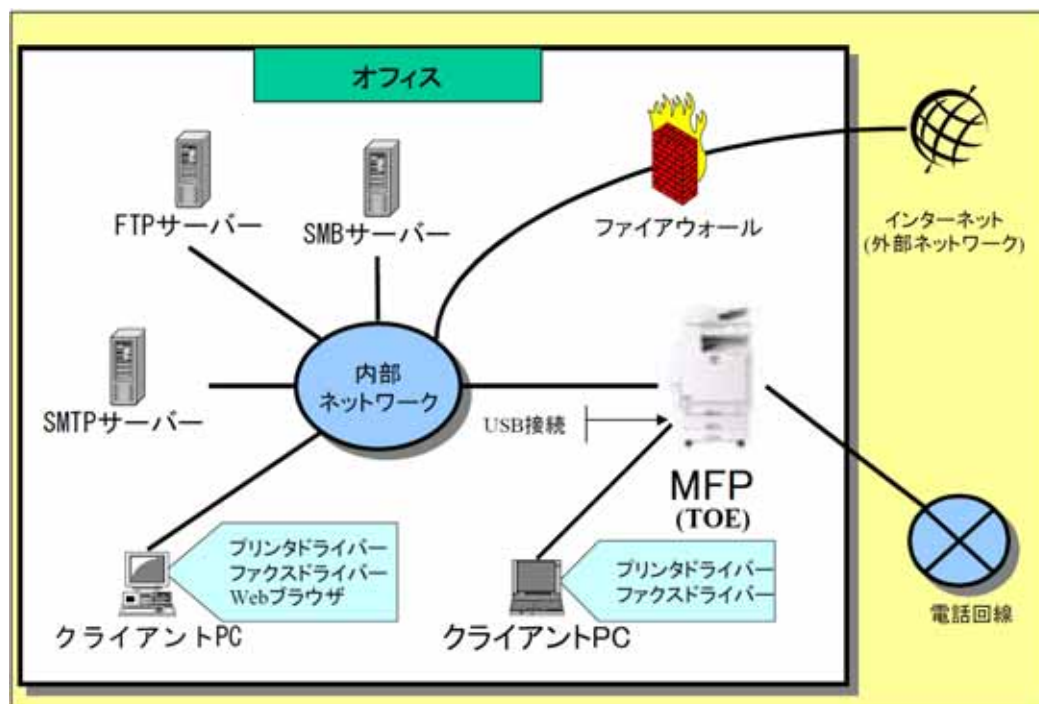 オフィス
FTPサーバー
SMBサーバー
ファイアウォール
インターネット
(外部ネットワーク)
SMTPサーバー
内部
ネットワーク
USB接続
MFP
(TOE)
プリンタドライバー
ファクスドライバー
Webブラウザ
クライアントPC
プリンタドライバー
ファクスドライバー
クライアントPC
電話回線